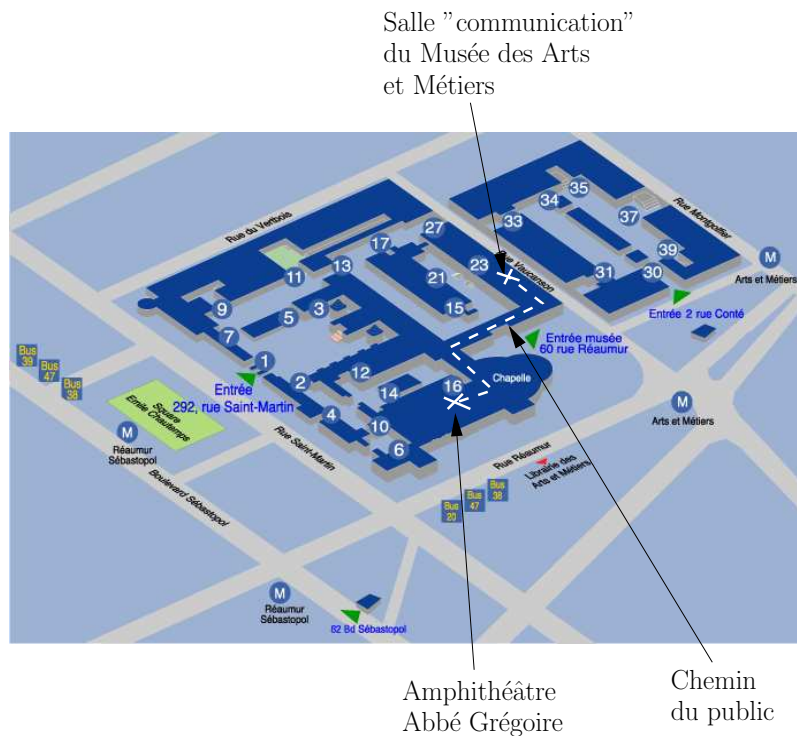 Salle ”communication”
du Musée des Arts
et Métiers
35
34
33
37
Rue Montgolfier
Rue du Vertbois
27
17
Rue Vaucanson
39
13
23
21
11
31
30
M
Arts et Métiers
9
3
5
15
7
Entrée 2 rue Conté
Entrée musée
60 rue Réaumur
Bus
39
Bus
47
Bus
38
1
12
Chapelle
Entrée
292, rue Saint-Martin
2
14
16
Square
Emile Chautemps
4
M
Arts et Métiers
10
M
Réaumur
Sébastopol
Rue Saint-Martin
6
Rue Réaumur
Librairie des
Arts et Métiers
Boulevard Sébastopol
Bus
38
Bus
47
Bus
20
M
Réaumur
Sébastopol
82 Bd Sébastopol
Amphithéâtre
Abbé Grégoire
Chemin
du public